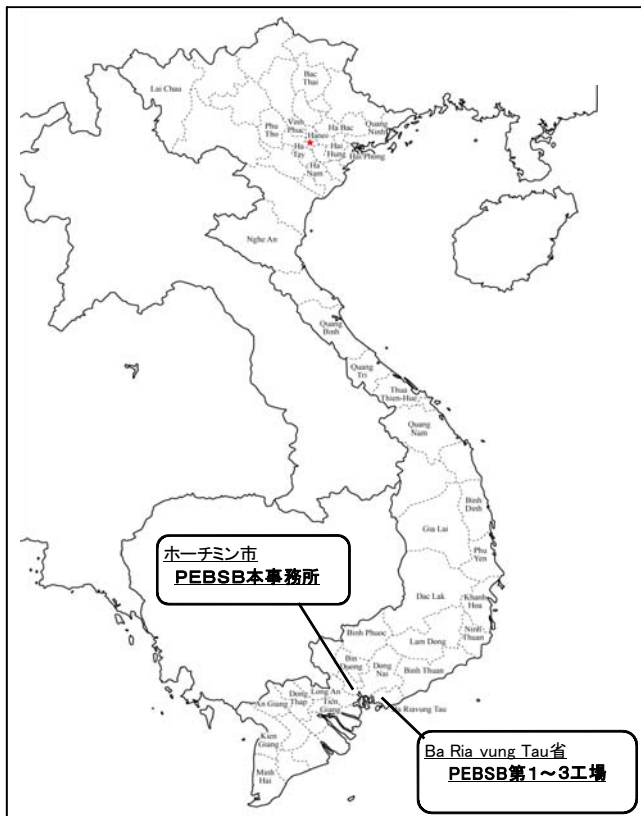 Lai Chau
Bac
Thai
Phu
Tho
Vinh
Phuc
Hanoi
Ha Bac
Quang
Ninh
Ha
Tay
Hai
Hung
Hai Phong
Ha
Nam
Nghe An
Quang
Binh
Quang
Tri
Thua
Thien-Hue
Quang
Nam
Binh
Dinh
Gia Lai
Phu
Yen
ホーチミン市
PEBSB本事務所
Dac Lak
Khanh
Hoa
Binh Phuoc
Lam Dong
Ninh
Thuan
Bin
Duong
Dong
Nai
Binh Thuan
An Giang
Dong
Thap
Long An
Tien
Giang
Ba Riavung Tau
Kien
Giang
Minh
Hai
Ba Ria vung Tau省
PEBSB第1～3工場